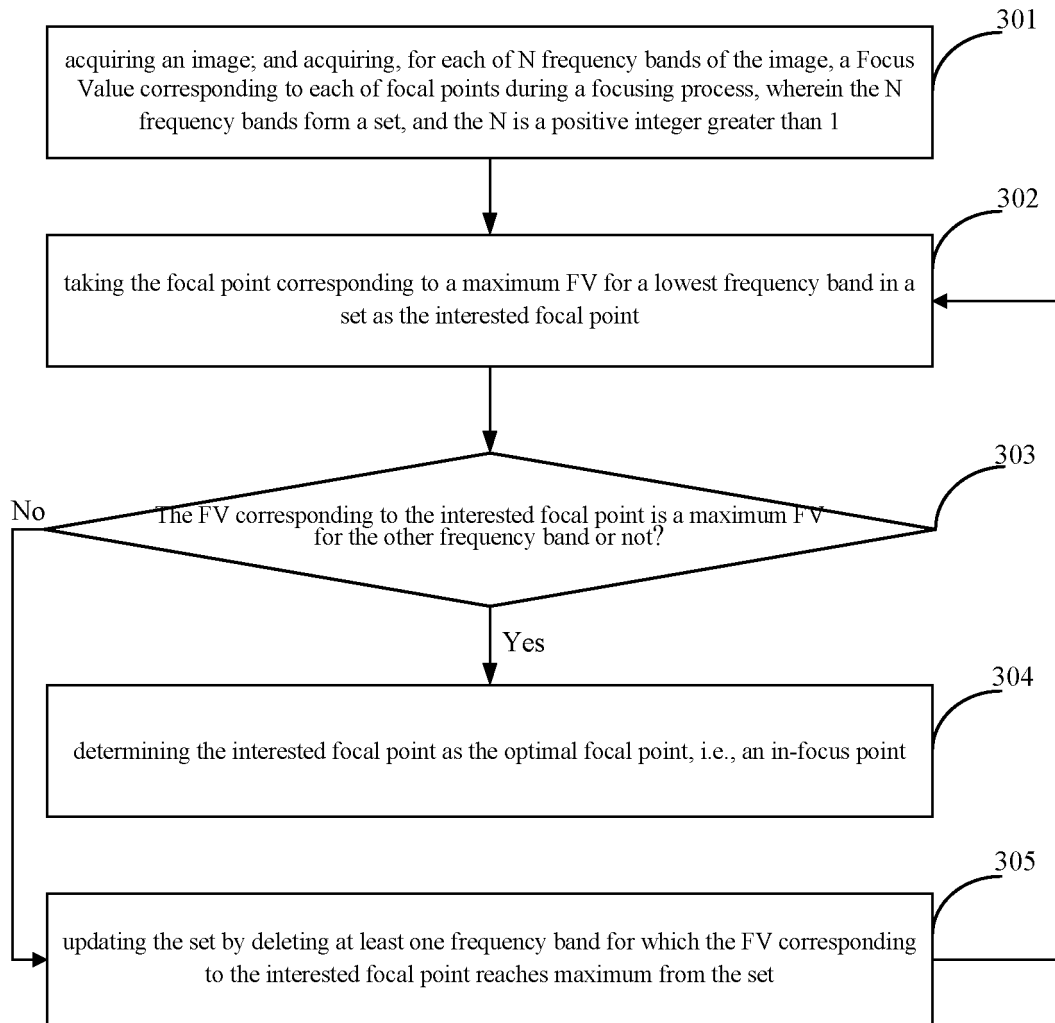 301
acquiring an image; and acquiring, for each of N frequency bands of the image, a Focus
Value corresponding to each of focal points during a focusing process, wherein the N
frequency bands form a set, and the N is a positive integer greater than 1
302
taking the focal point corresponding to a maximum FV for a lowest frequency band in a
set as the interested focal point
303
No
The FV corresponding to the interested focal point is a maximum FV
for the other frequency band or not?
Yes
304
determining the interested focal point as the optimal focal point, i.e., an in-focus point
305
updating the set by deleting at least one frequency band for which the FV corresponding
to the interested focal point reaches maximum from the set